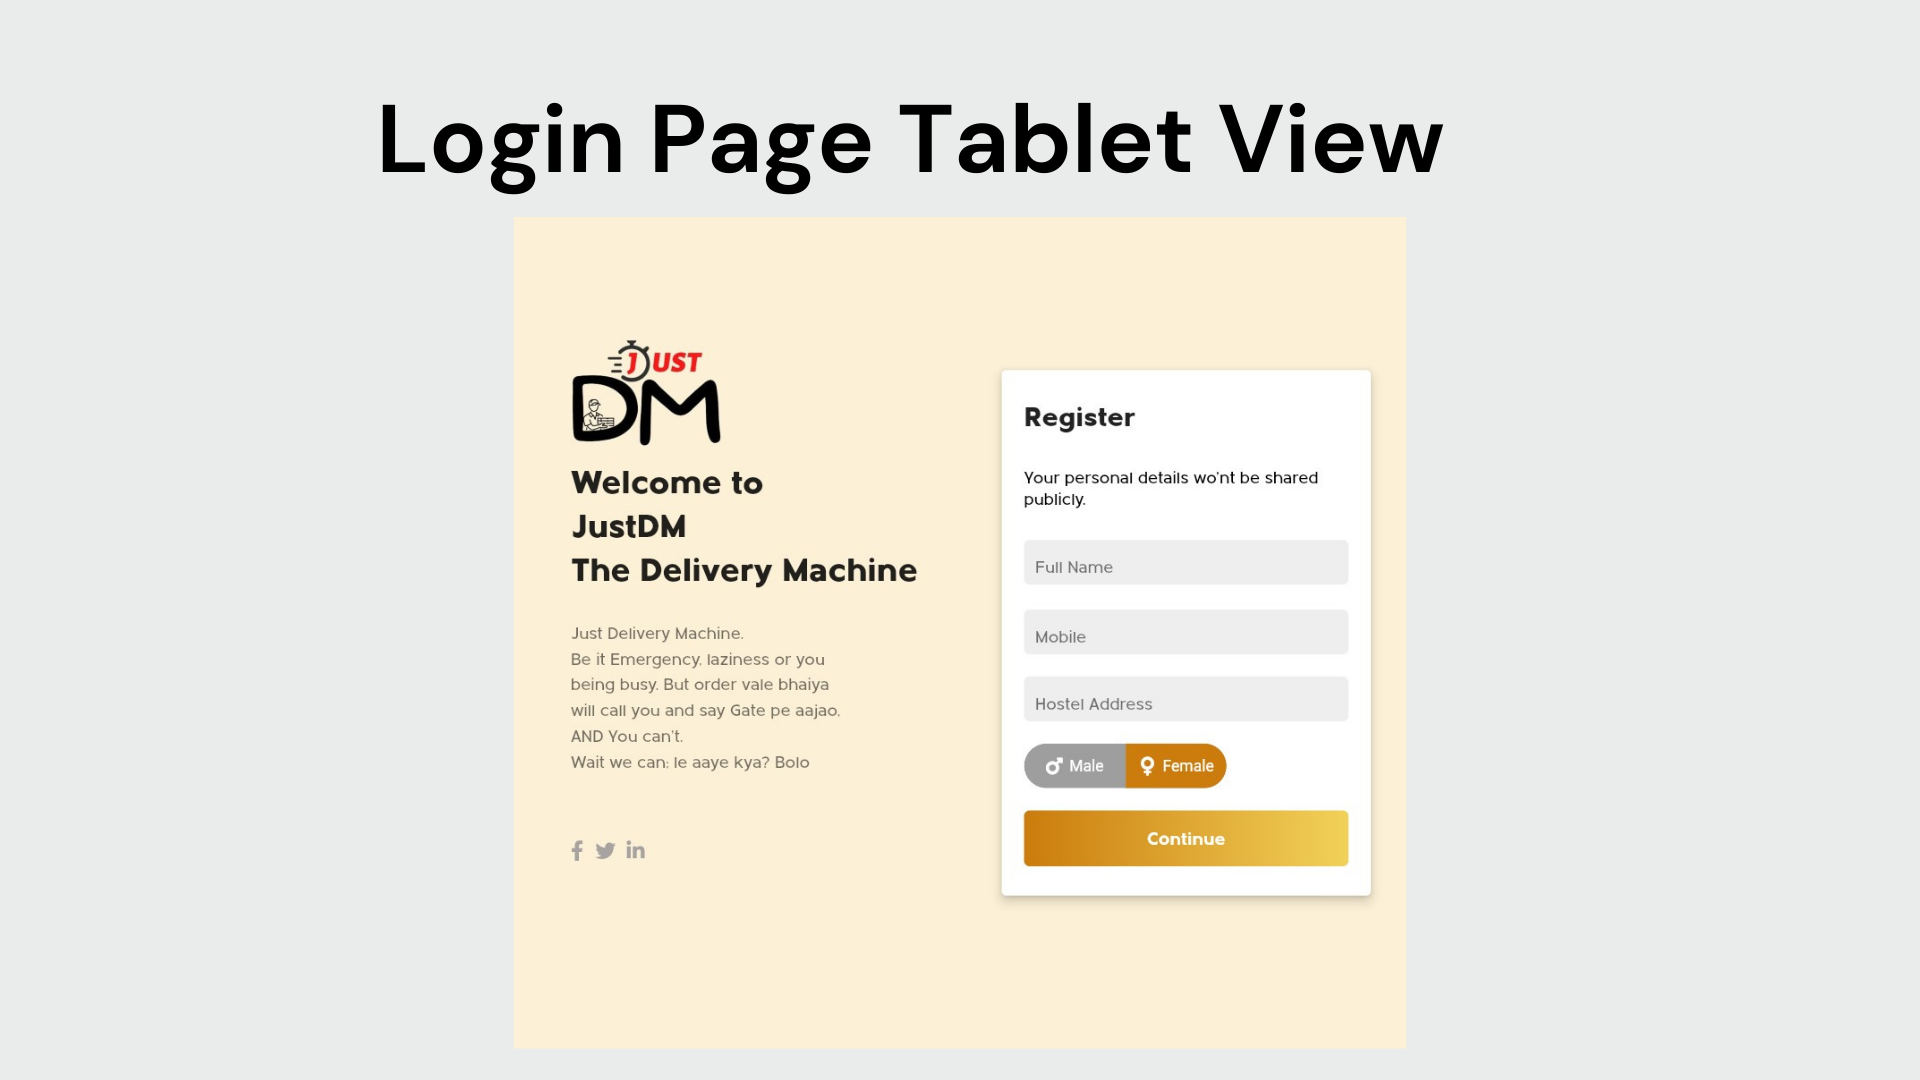 Login Page Tablet View
JUST
DM
Welcome to
JustDM
The Delivery Machine
Just Delivery Machine.
Be it Emergency, laziness or you
being busy. But order vale bhaiya
will call you and say Gate pe aajao,
AND You can't.
Wait we can: le aaye kya? Bolo
Register
Your personal details wo'nt be shared
publicly.
Full Name
Mobile
Hostel Address
Male Female
Continue